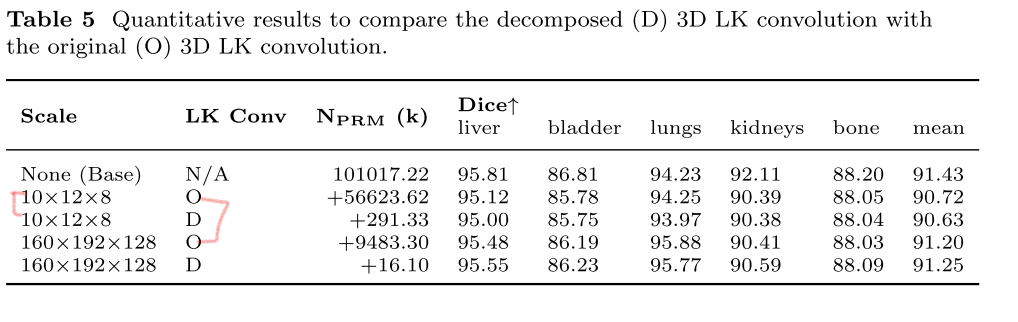 Table 5 Quantitative results to compare the decomposed (D) 3D LK convolution with
the original (O) 3D LK convolution.
Scale LK Conv NPRM (k) Dice↑
liver bladder lungs kidneys bone mean
None (Base) N/A 101017.22 95.81 86.81 94.23 92.11 88.20 91.43
10×12×8 O +56623.62 95.12 85.78 94.25 90.39 88.05 90.72
10×12×8 D +291.33 95.00 85.75 93.97 90.38 88.04 90.63
160×192×128 O +9483.30 95.48 86.19 95.88 90.41 88.03 91.20
160×192×128 D +16.10 95.55 86.23 95.77 90.59 88.09 91.25